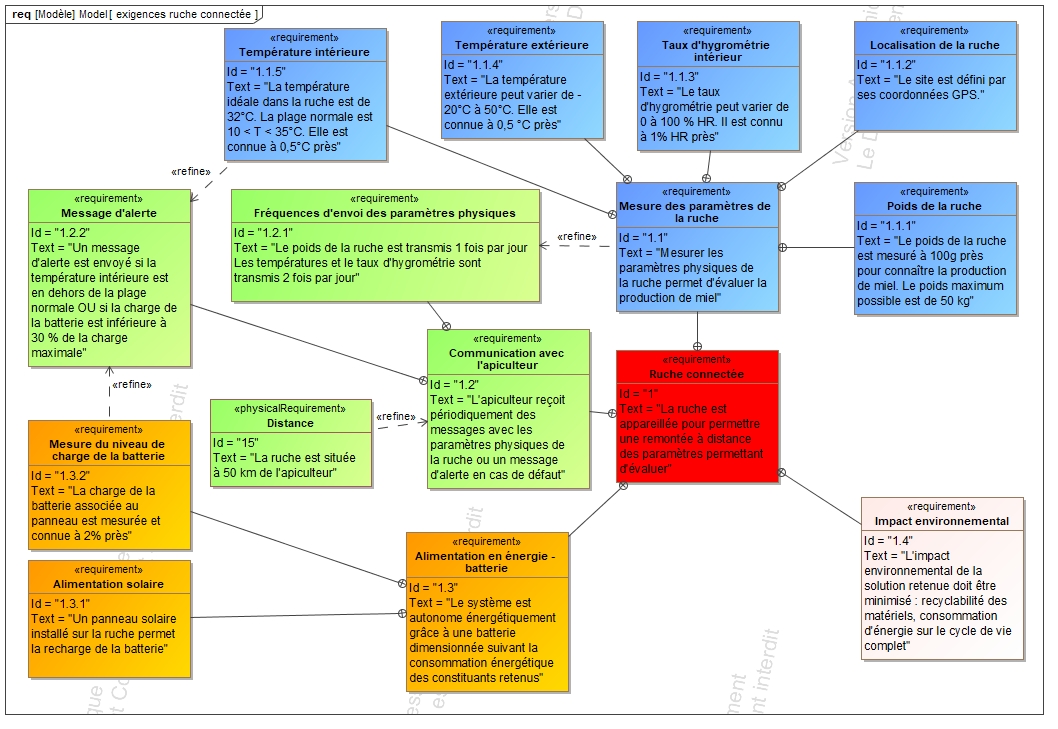 req [Modèle] Model[ exigences ruche connectée ]
«requirement»
Température intérieure
Id = "1.1.5"
Text = "La température
idéale dans la ruche est de
32°C. La plage normale est
10 < T < 35°C. Elle est
connue à 0,5°C près"
«requirement»
Température extérieure
Id = "1.1.4"
Text = "La température
extérieure peut varier de -
20°C à 50°C. Elle est
connue à 0,5 °C près"
«requirement»
Taux d'hygrométrie
intérieur
Id = "1.1.3"
Text = "Le taux
d'hygrométrie peut varier de
0 à 100 % HR. Il est connu
à 1% HR près"
«requirement»
Localisation de la ruche
Id = "1.1.2"
Text = "Le site est défini par
ses coordonnées GPS."
«refine»
«requirement»
Message d'alerte
Id = "1.2.2"
Text = "Un message
d'alerte est envoyé si la
température intérieure est
en dehors de la plage
normale OU si la charge de
la batterie est inférieure à
30 % de la charge
maximale"
«requirement»
Fréquences d'envoi des paramètres physiques
Id = "1.2.1"
Text = "Le poids de la ruche est transmis 1 fois par jour
Les températures et le taux d'hygrométrie sont
transmis 2 fois par jour"
«refine»
«requirement»
Mesure des paramètres de
la ruche
Id = "1.1"
Text = "Mesurer les
paramètres physiques de
la ruche permet d'évaluer la
production de miel"
«requirement»
Poids de la ruche
Id = "1.1.1"
Text = "Le poids de la ruche
est mesuré à 100g près
pour connaître la production
de miel. Le poids maximum
possible est de 50 kg"
«requirement»
Communication avec
l'apiculteur
Id = "1.2"
Text = "L'apiculteur reçoit
périodiquement des
messages avec les
paramètres physiques de
la ruche ou un message
d'alerte en cas de défaut"
«requirement»
Ruche connectée
Id = "1"
Text = "La ruche est
appareillée pour permettre
une remontée à distance
des paramètres permettant
d'évaluer"
«refine»
«physicalRequirement»
Distance
Id = "15"
Text = "La ruche est située
à 50 km de l'apiculteur"
«refine»
«requirement»
Mesure du niveau de
charge de la batterie
Id = "1.3.2"
Text = "La charge de la
batterie associée au
panneau est mesurée et
connue à 2% près"
«requirement»
Alimentation solaire
Id = "1.3.1"
Text = "Un panneau solaire
installé sur la ruche permet
la recharge de la batterie"
«requirement»
Alimentation en énergie -
batterie
Id = "1.3"
Text = "Le système est
autonome énergétiquement
grâce à une batterie
dimensionnée suivant la
consommation énergétique
des constituants retenus"
«requirement»
Impact environnemental
Id = "1.4"
Text = "L'impact
environnemental de la
solution retenue doit être
minimisé : recyclabilité des
matériels, consommation
d'énergie sur le cycle de vie
complet"